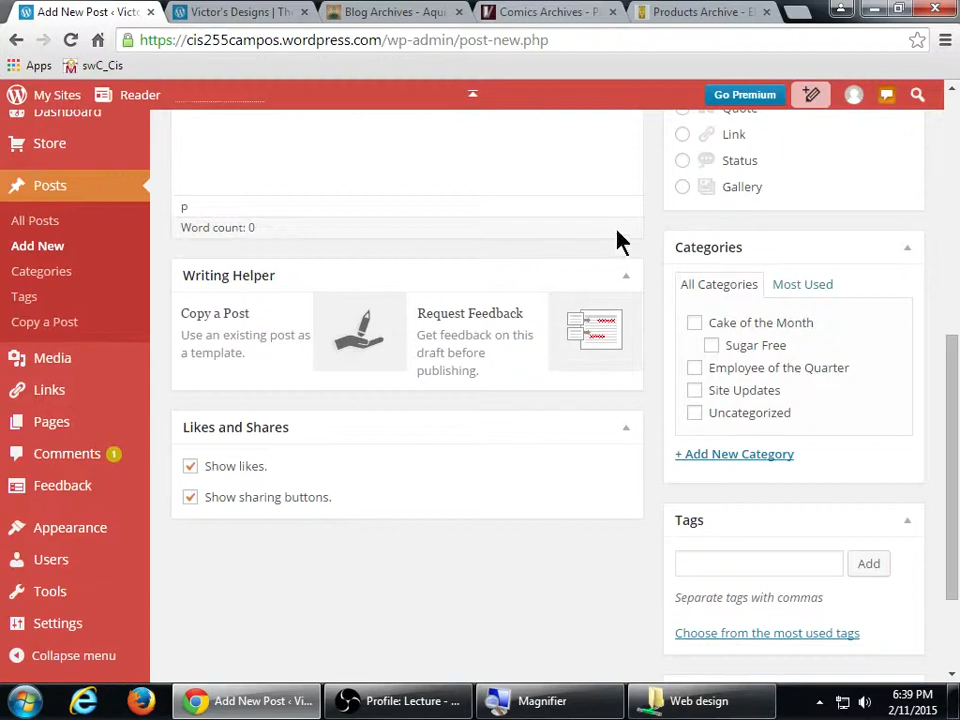 Add New Post ‹ Victo
Victor's Designs | The
Blog Archives - Aqu
Comics Archives - P
Products Archive - E
https://cis255campos.wordpress.com/wp-admin/post-new.php
Apps
swC_Cis
My Sites
Reader
Go Premium
Dashboard
Store
Posts
All Posts
Add New
Categories
Tags
Copy a Post
Media
Links
Pages
Comments 1
Feedback
Appearance
Users
Tools
Settings
Collapse menu
p
Word count: 0
Writing Helper
Copy a Post
Use an existing post as
a template.
Request Feedback
Get feedback on this
draft before
publishing.
Likes and Shares
Show likes.
Show sharing buttons.
Quote
Link
Status
Gallery
Categories
All Categories
Most Used
Cake of the Month
Sugar Free
Employee of the Quarter
Site Updates
Uncategorized
+ Add New Category
Tags
Add
Separate tags with commas
Choose from the most used tags
Add New Post ‹ Vi...
Profile: Lecture - ...
Magnifier
Web design
6:39 PM
2/11/2015